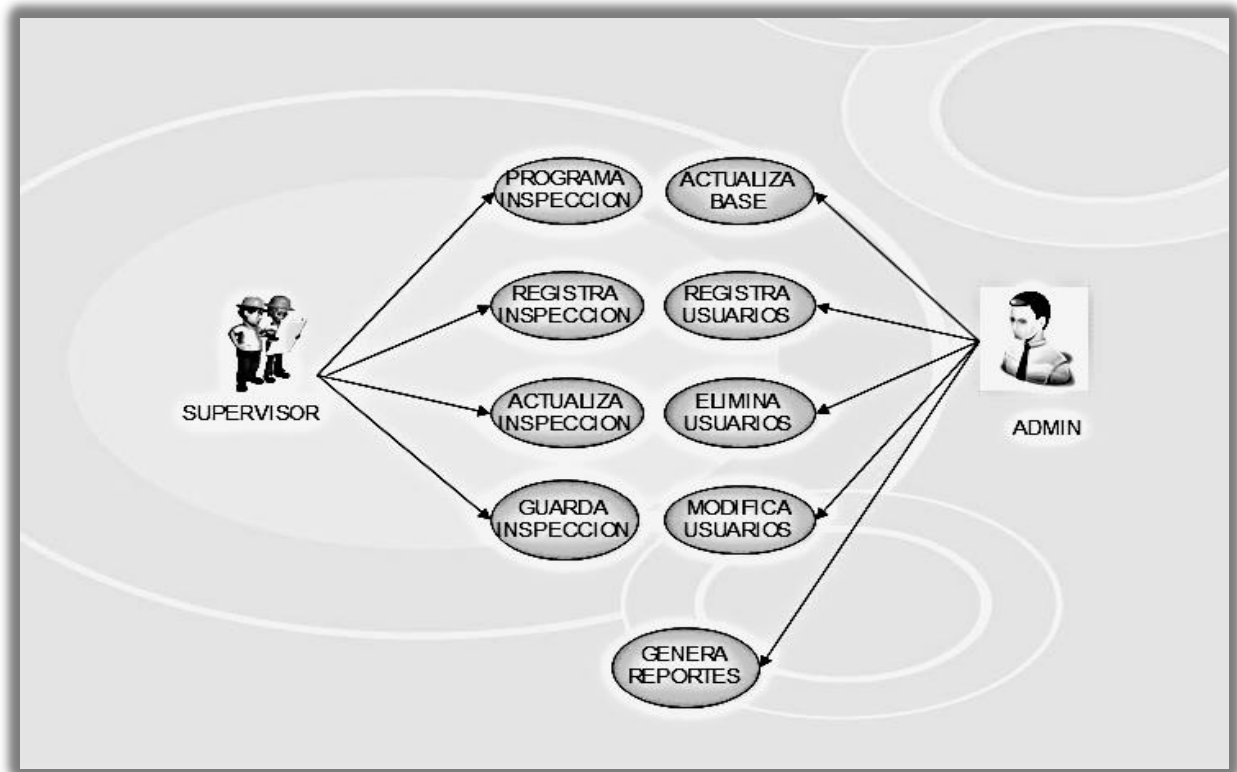 PROGRAMA
INSPECCION
ACTUALIZA
BASE
REGISTRA
INSPECCION
REGISTRA
USUARIOS
SUPERVISOR
ACTUALIZA
INSPECCION
ELIMINA
USUARIOS
ADMIN
GUARDA
INSPECCION
MODIFICA
USUARIOS
GENERA
REPORTES